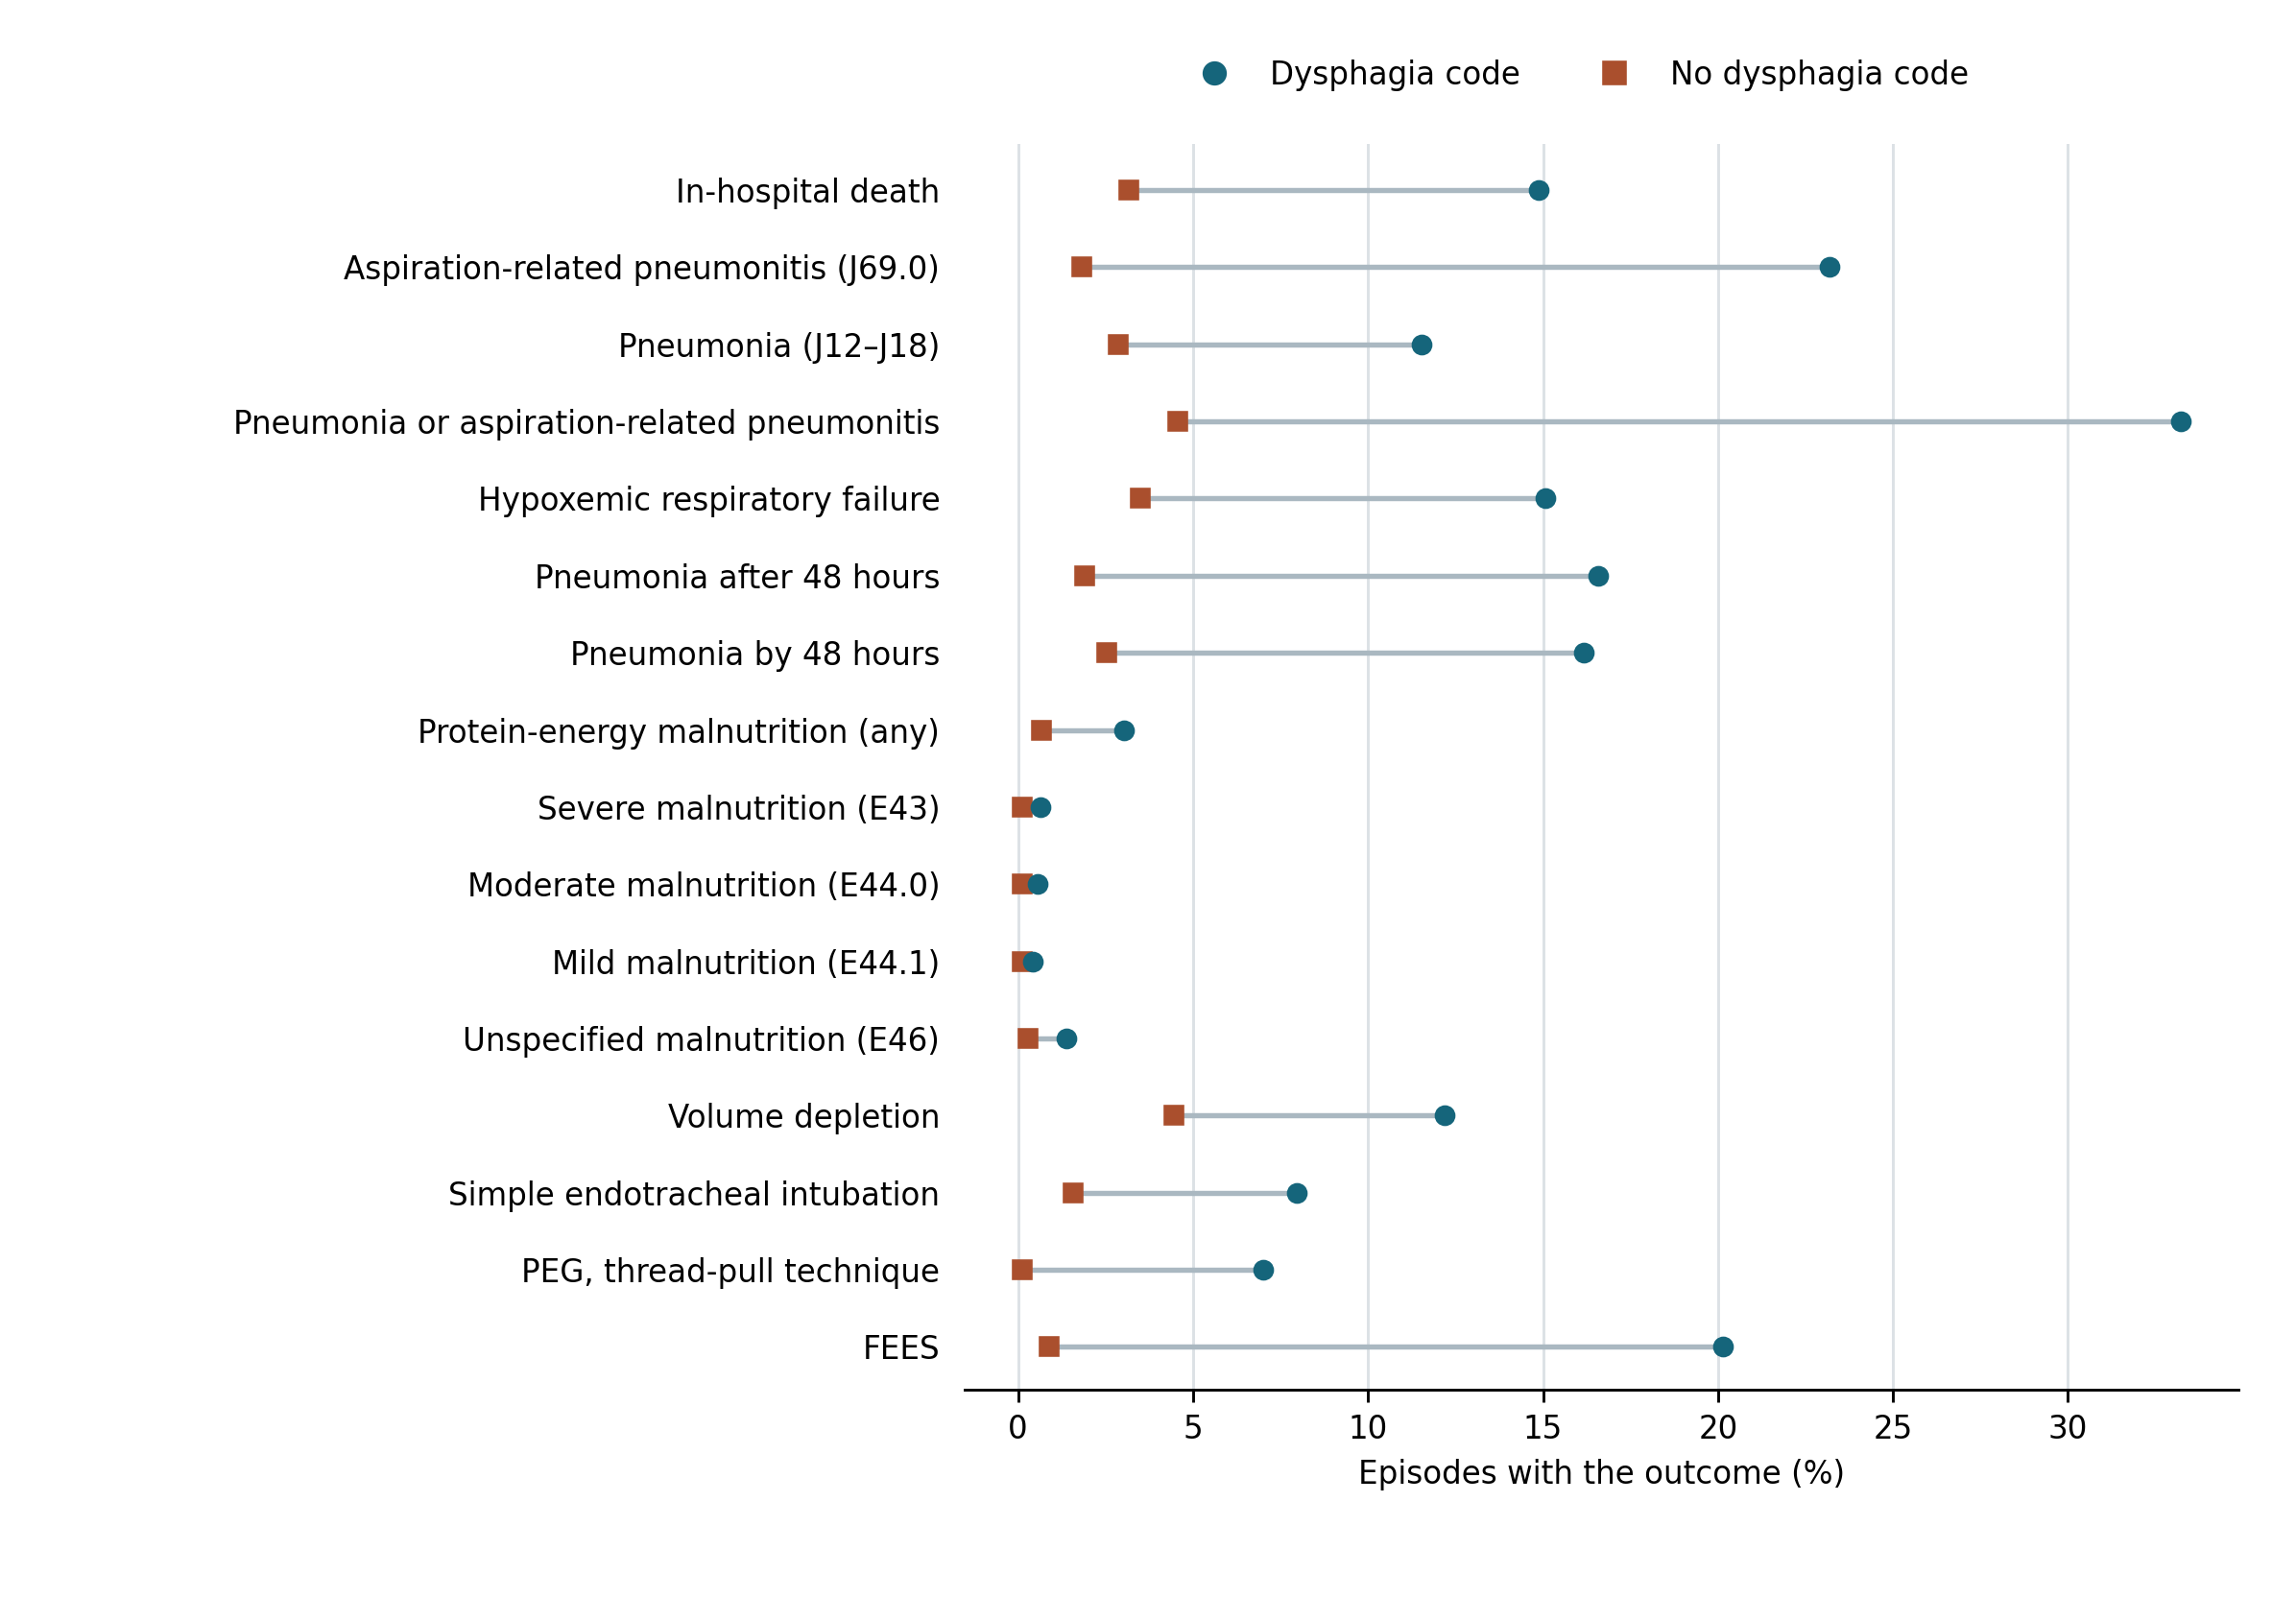 Dysphagia code
No dysphagia code
In-hospital death
Aspiration-related pneumonitis (J69.0)
Pneumonia (J12–J18)
Pneumonia or aspiration-related pneumonitis
Hypoxemic respiratory failure
Pneumonia after 48 hours
Pneumonia by 48 hours
Protein-energy malnutrition (any)
Severe malnutrition (E43)
Moderate malnutrition (E44.0)
Mild malnutrition (E44.1)
Unspecified malnutrition (E46)
Volume depletion
Simple endotracheal intubation
PEG, thread-pull technique
FEES
0 5 10 15 20 25 30
Episodes with the outcome (%)